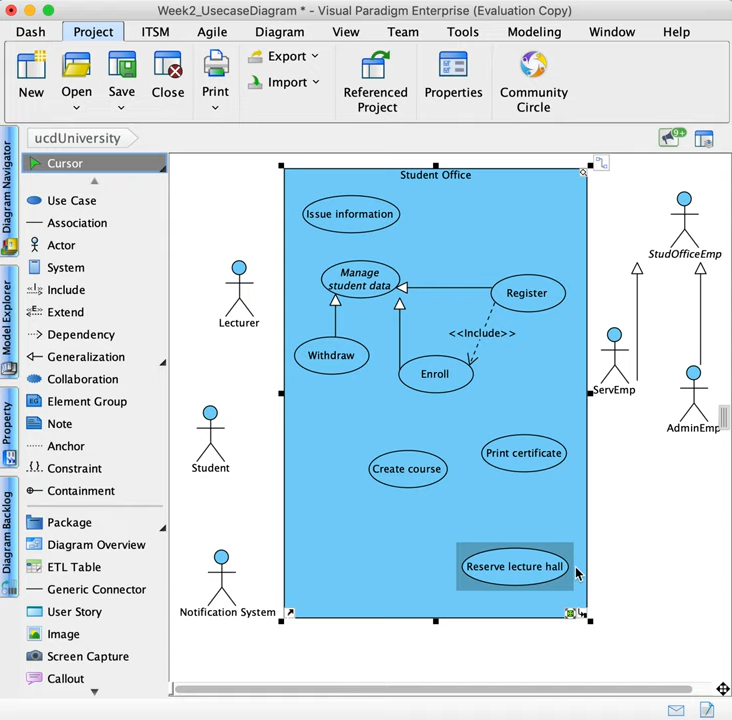 Week2_UsecaseDiagram * - Visual Paradigm Enterprise (Evaluation Copy)
Dash Project ITSM Agile Diagram View Team Tools Modeling Window Help
New
Open
Save
Close
Print
Export
Import
Referenced
Project
Properties
Community
Circle
ucdUniversity
9+
Diagram Navigator
Model Explorer
Property
Diagram Backlog
Cursor
Use Case
Association
Actor
System
Include
Extend
Dependency
Generalization
Collaboration
Element Group
Note
Anchor
Constraint
Containment
Package
Diagram Overview
ETL Table
Generic Connector
User Story
Image
Screen Capture
Callout
Student Office
Issue information
Manage
student data
Register
<<Include>>
Withdraw
Enroll
Create course
Print certificate
Reserve lecture hall
Lecturer
Student
Notification System
StudOfficeEmp
ServEmp
AdminEmp